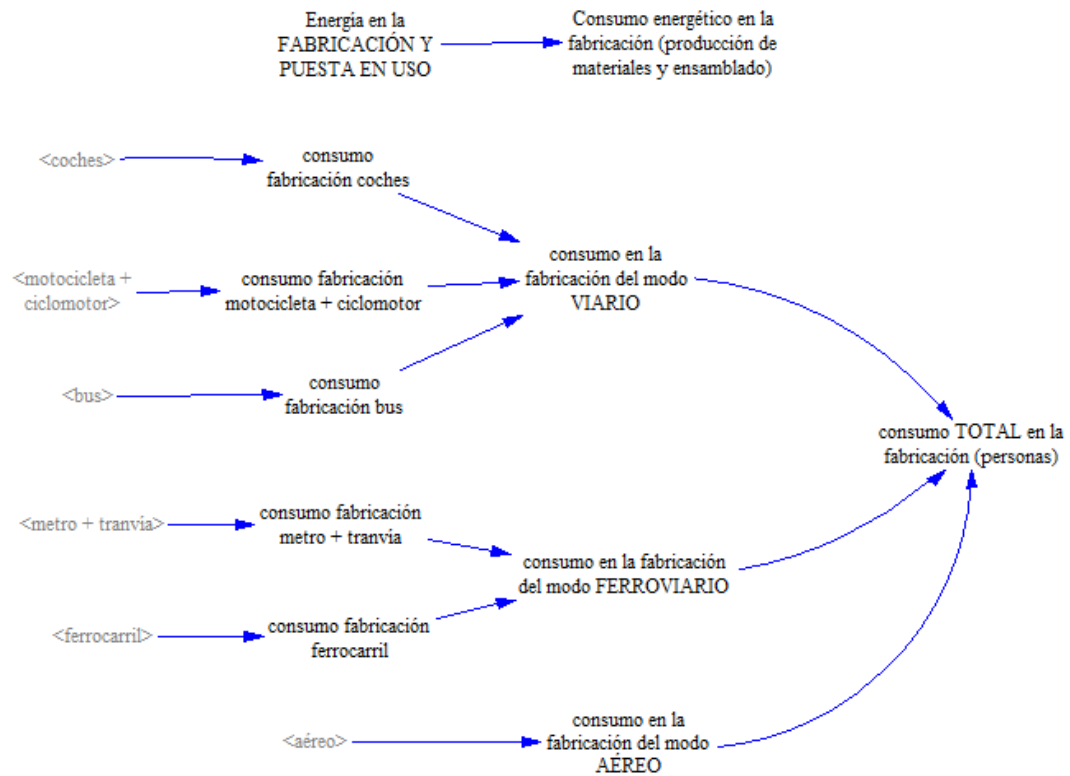 Energía en la
FABRICACIÓN Y
PUESTA EN USO
Consumo energético en la
fabricación (producción de
materiales y ensamblado)
<coches>
consumo
fabricación coches
<motocicleta +
ciclomotor>
consumo fabricación
motocicleta + ciclomotor
consumo en la
fabricación del modo
VIARIO
<bus>
consumo
fabricación bus
consumo TOTAL en la
fabricación (personas)
<metro + tranvía>
consumo fabricación
metro + tranvía
consumo en la fabricación
del modo FERROVIARIO
<ferrocarril>
consumo fabricación
ferrocarril
<aéreo>
consumo en la
fabricación del modo
AÉREO